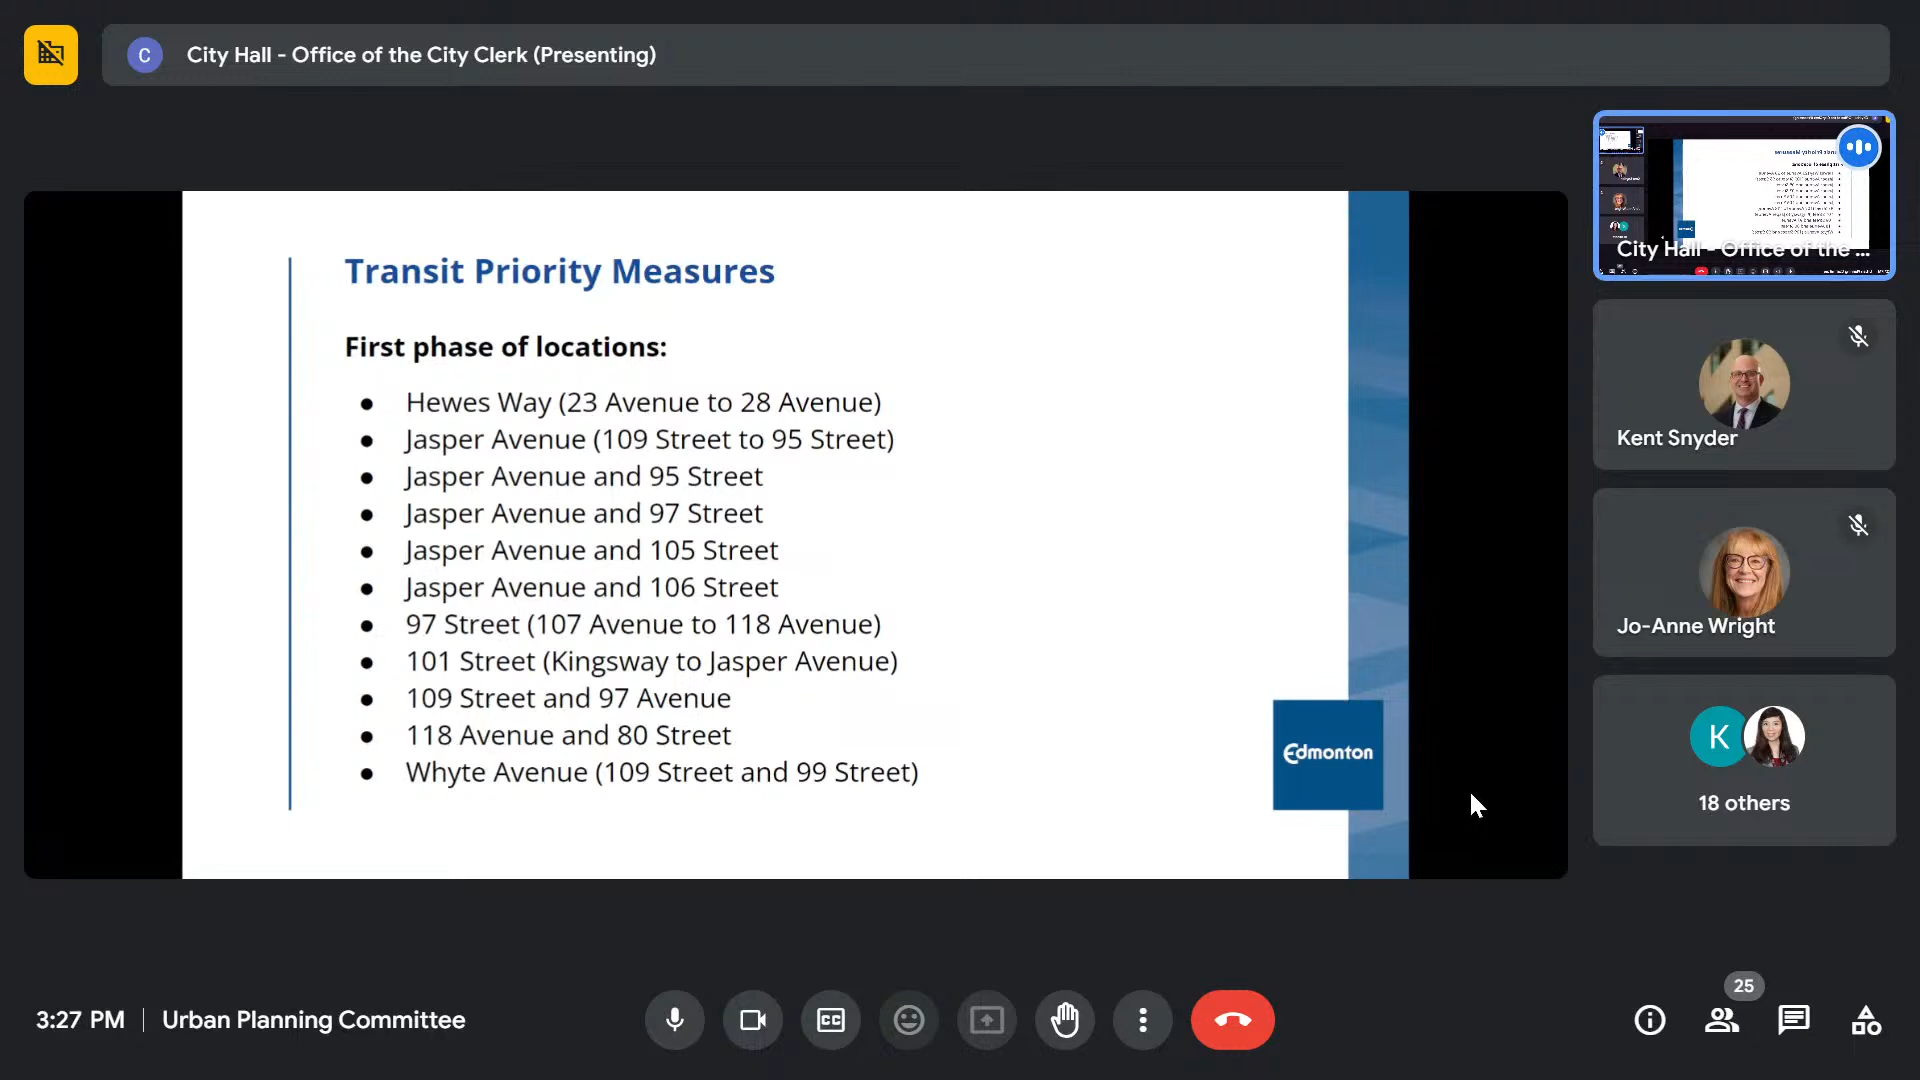 C City Hall - Office of the City Clerk (Presenting)
Transit Priority Measures
First phase of locations:
● Hewes Way (23 Avenue to 28 Avenue)
● Jasper Avenue (109 Street to 95 Street)
● Jasper Avenue and 95 Street
● Jasper Avenue and 97 Street
● Jasper Avenue and 105 Street
● Jasper Avenue and 106 Street
● 97 Street (107 Avenue to 118 Avenue)
● 101 Street (Kingsway to Jasper Avenue)
● 109 Street and 97 Avenue
● 118 Avenue and 80 Street
● Whyte Avenue (109 Street and 99 Street)
Edmonton
City Hall - Office of the ...
Kent Snyder
Jo-Anne Wright
K
18 others
3:27 PM | Urban Planning Committee
CC
25